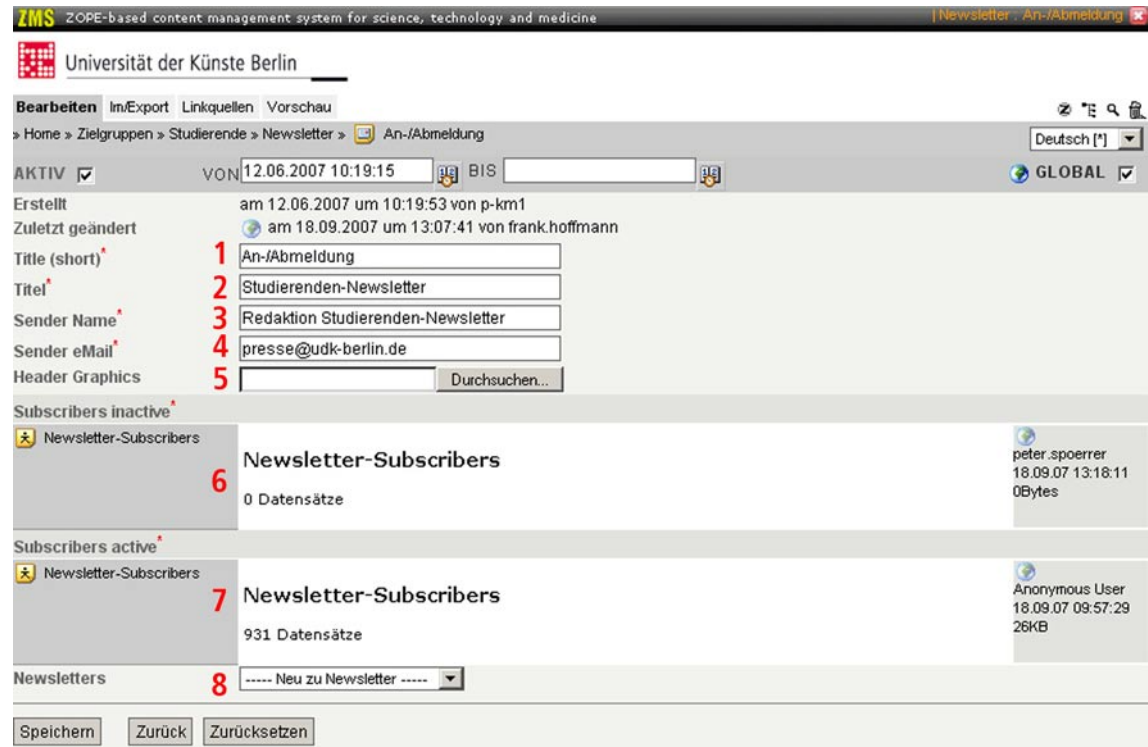 ZMS ZOPE-based content management system for science, technology and medicine | Newsletter : An-/Abmeldung
Universität der Künste Berlin
Bearbeiten Im/Export Linkquellen Vorschau
» Home » Zielgruppen » Studierende » Newsletter » An-/Abmeldung Deutsch [*]
AKTIV VON 12.06.2007 10:19:15 BIS GLOBAL
Erstellt am 12.06.2007 um 10:19:53 von p-km1
Zuletzt geändert am 18.09.2007 um 13:07:41 von frank.hoffmann
Title (short)* 1 An-/Abmeldung
Titel* 2 Studierenden-Newsletter
Sender Name* 3 Redaktion Studierenden-Newsletter
Sender eMail* 4 presse@udk-berlin.de
Header Graphics 5 Durchsuchen...
Subscribers inactive*
Newsletter-Subscribers
6 Newsletter-Subscribers
0 Datensätze
peter.spoerrer
18.09.07 13:18:11
0Bytes
Subscribers active*
Newsletter-Subscribers
7 Newsletter-Subscribers
931 Datensätze
Anonymous User
18.09.07 09:57:29
26KB
Newsletters 8 ----- Neu zu Newsletter -----
Speichern Zurück Zurücksetzen